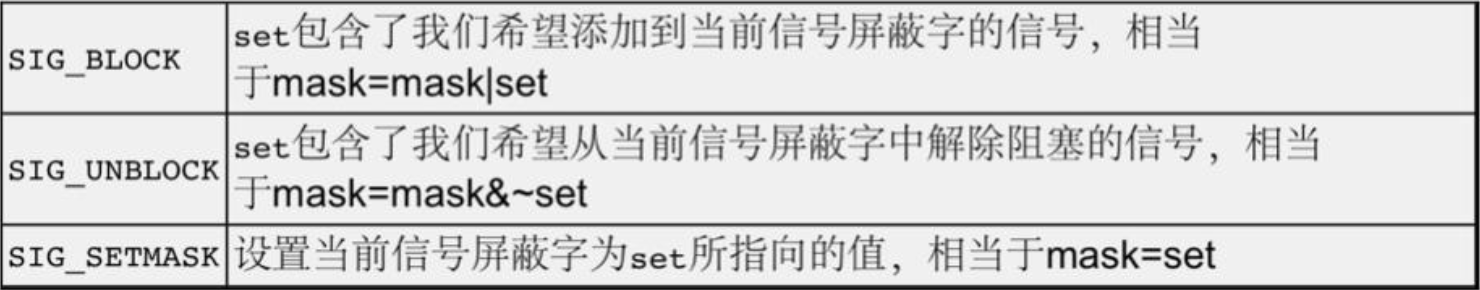 SIG_BLOCK
set包含了我们希望添加到当前信号屏蔽字的信号，相当
于mask=mask|set
SIG_UNBLOCK
set包含了我们希望从当前信号屏蔽字中解除阻塞的信号，相当
于mask=mask&~set
SIG_SETMASK
设置当前信号屏蔽字为set所指向的值，相当于mask=set